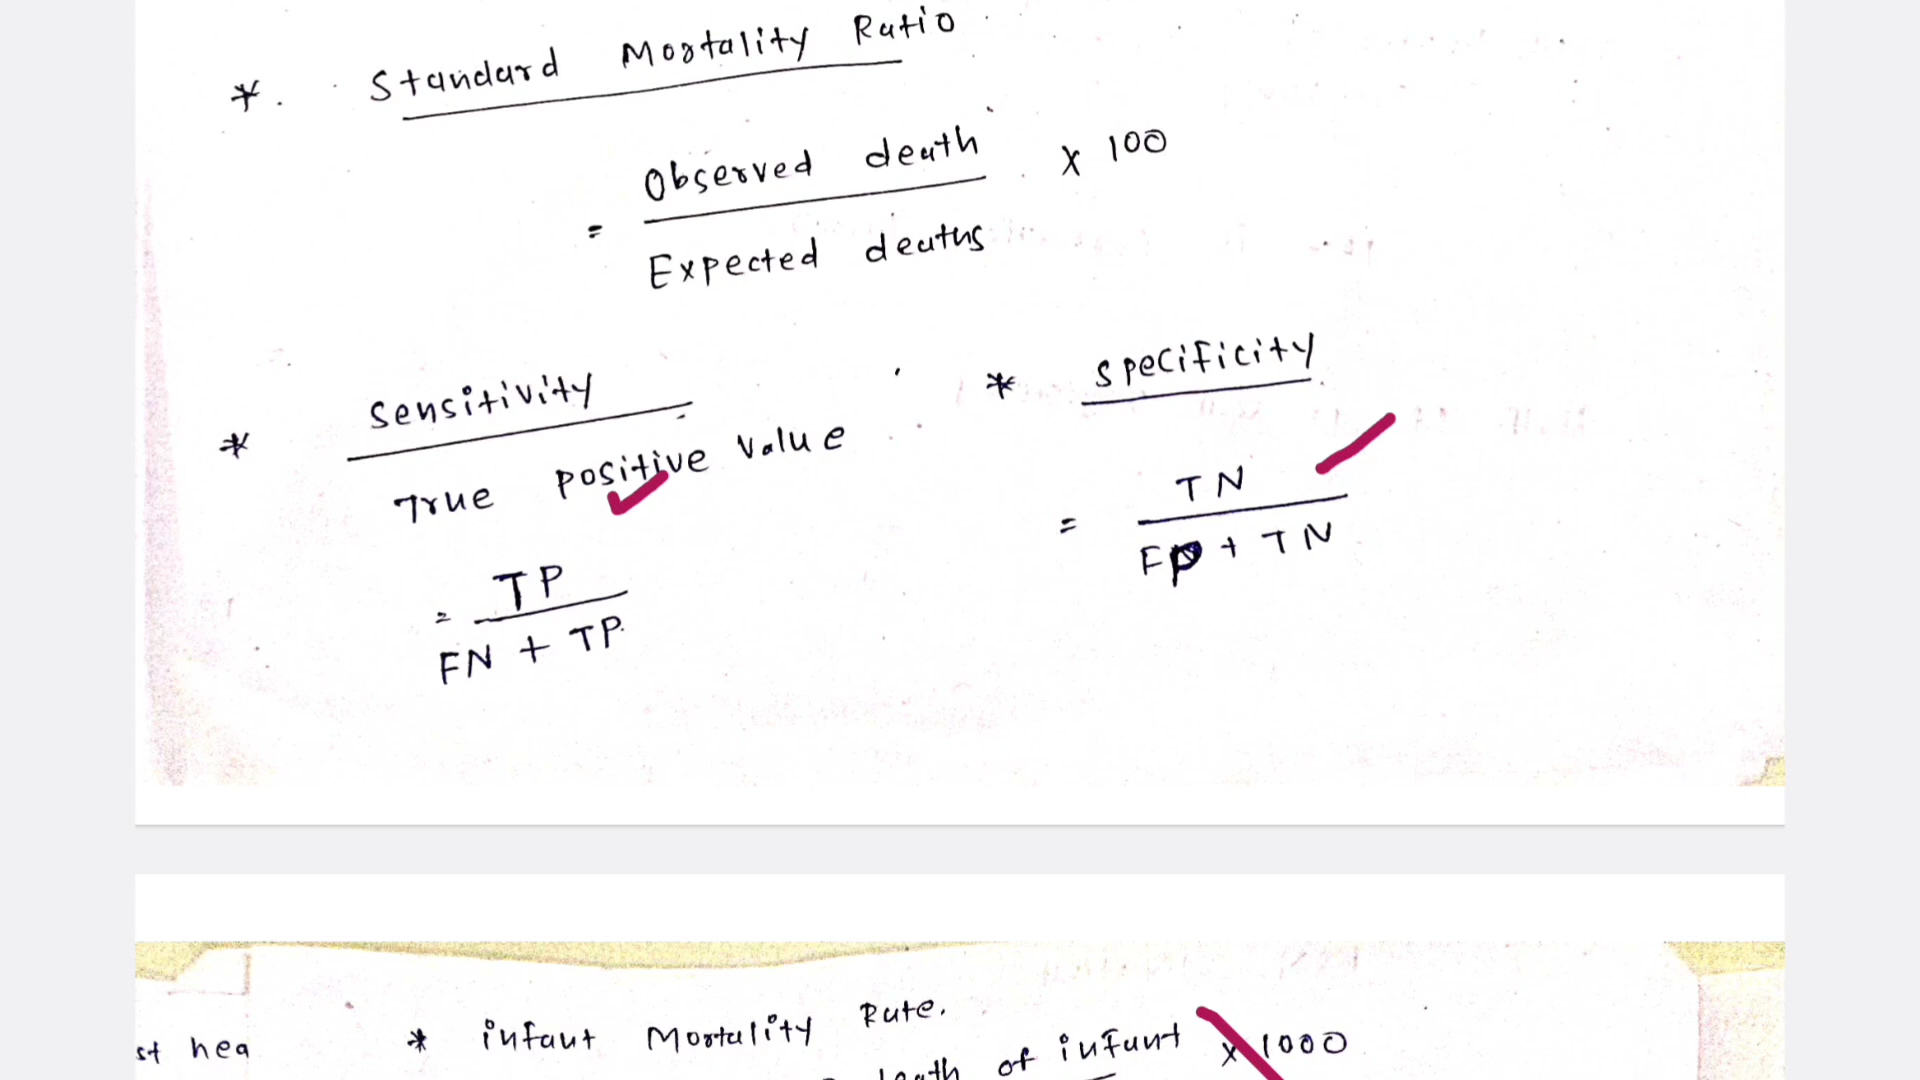 * . Standard Mortality Ratio
= Observed death x 100
Expected deaths
* Sensitivity
True positive value
= TP
FN + TP
* specificity
= TN
FP + TN
st hea
* infant Mortality Rate.
death of infant x 1000